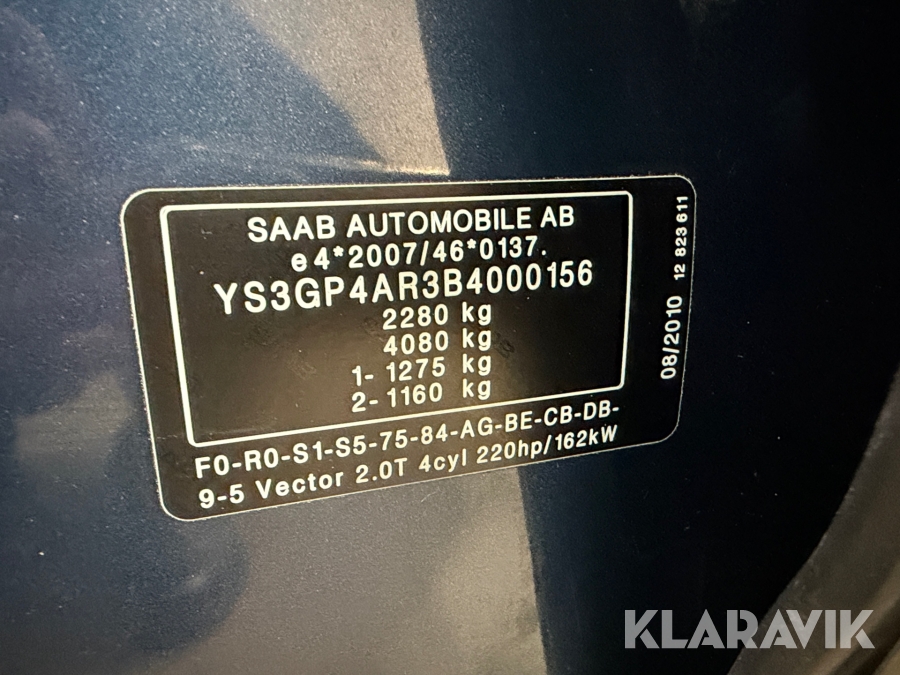 SAAB AUTOMOBILE AB
e4*2007/46*0137.
YS3GP4AR3B4000156
2280 kg
4080 kg
1- 1275 kg
2- 1160 kg
F0-R0-S1-S5-75-84-AG-BE-CB-DB-
9-5 Vector 2.0T 4cyl 220hp/162kW
08/2010 12 823 611
KLARAVIK